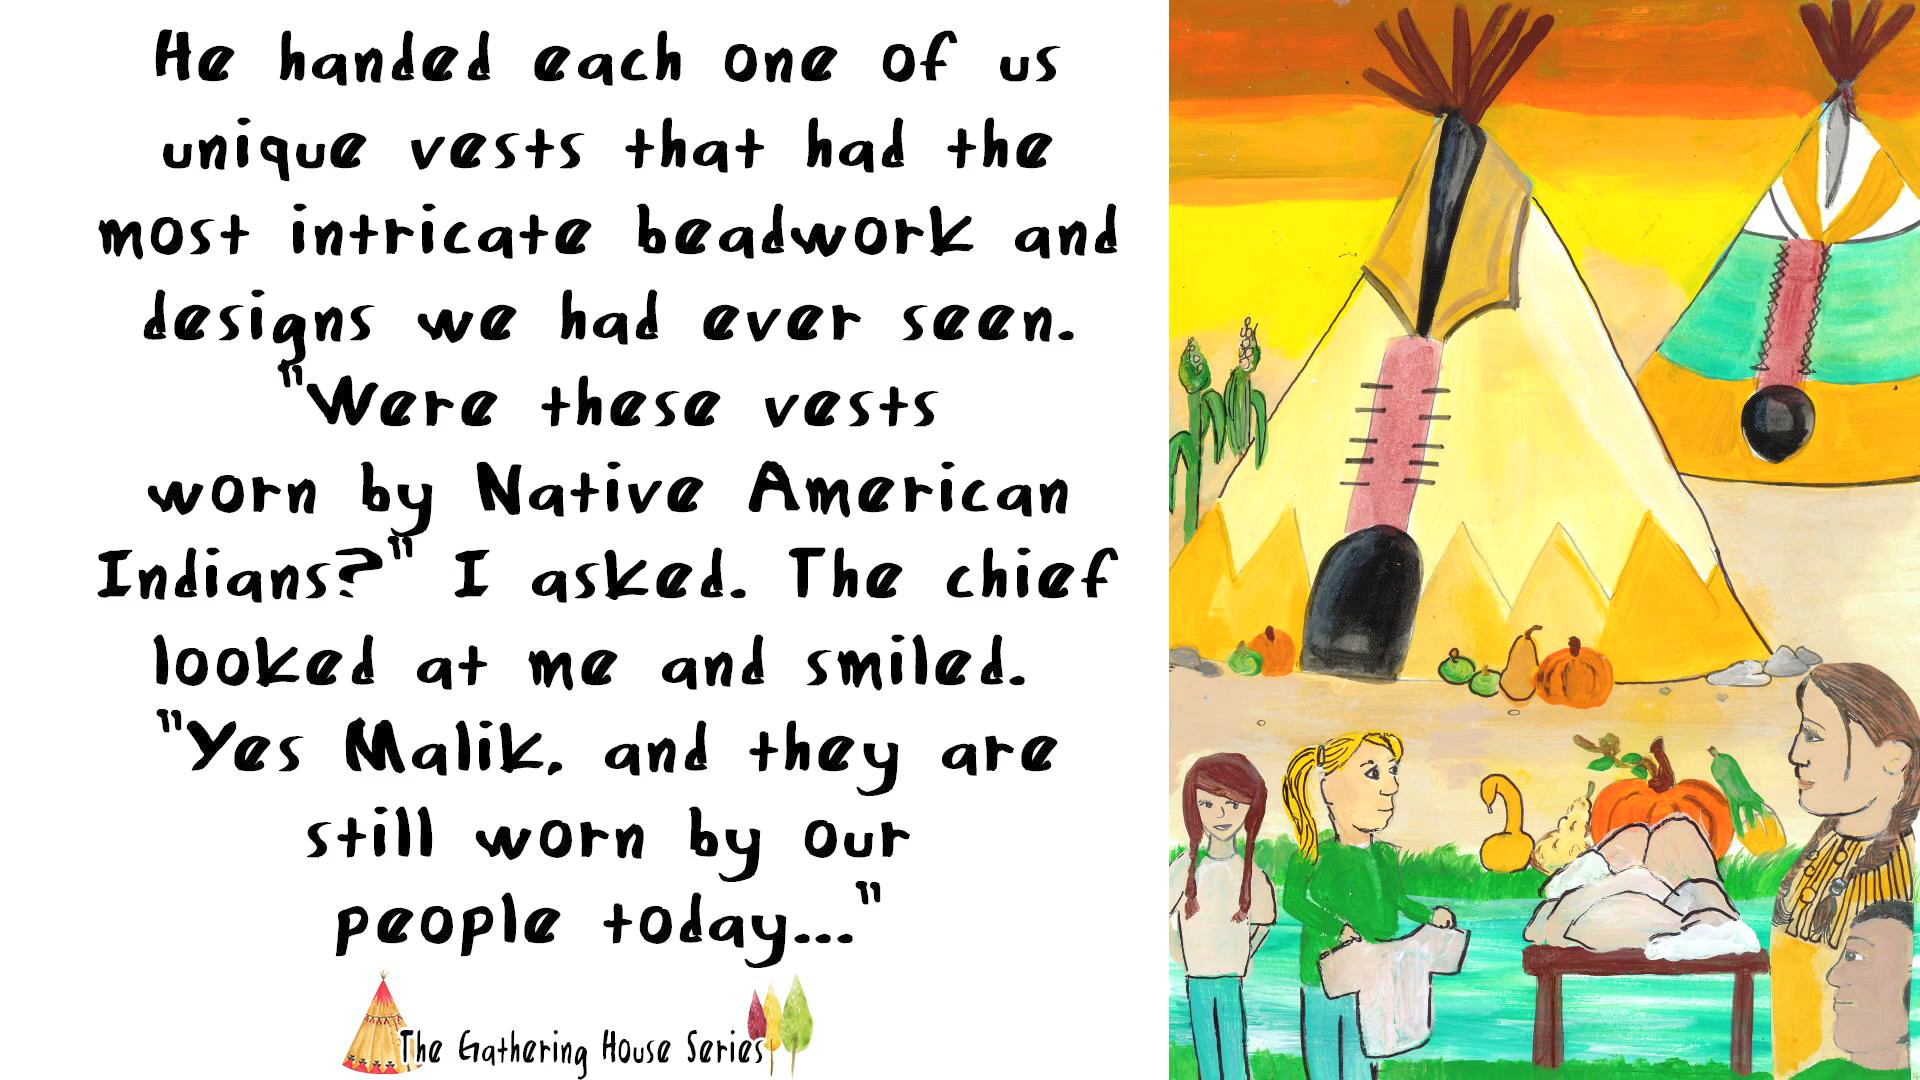 He handed each one of us
unique vests that had the
most intricate beadwork and
designs we had ever seen.
"Were these vests
worn by Native American
Indians?" I asked. The chief
looked at me and smiled.
"Yes Malik, and they are
still worn by our
people today..."
The Gathering House Series